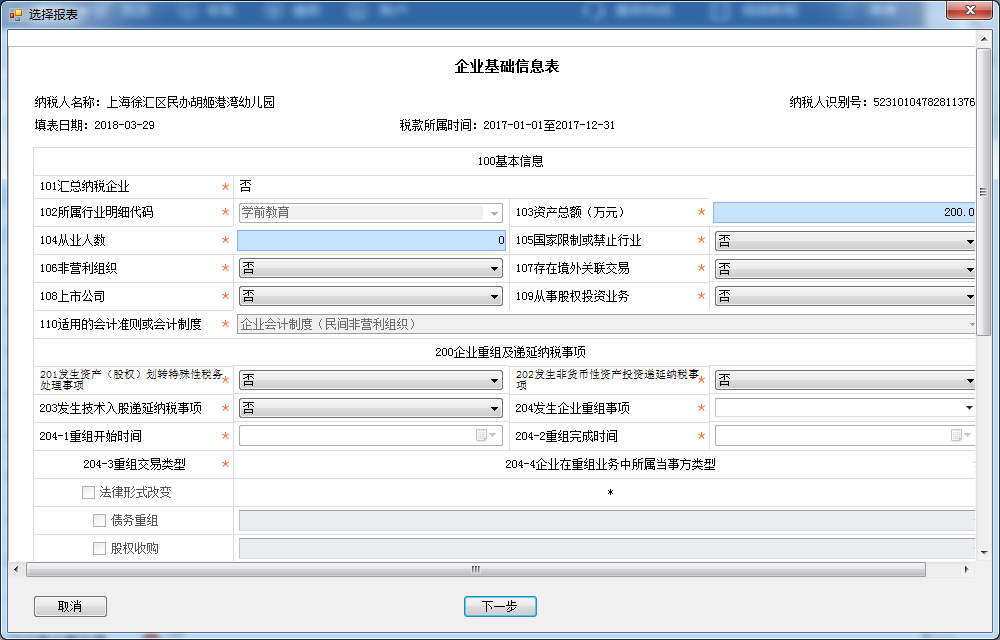 选择报表
企业基础信息表
纳税人名称：上海徐汇区民办胡姬港湾幼儿园 纳税人识别号：52310104782811376
填表日期：2018-03-29 税款所属时间：2017-01-01至2017-12-31
100基本信息
101汇总纳税企业 * 否
102所属行业明细代码 * 学前教育 103资产总额（万元） * 200.0
104从业人数 * 0 105国家限制或禁止行业 * 否
106非营利组织 * 否 107存在境外关联交易 * 否
108上市公司 * 否 109从事股权投资业务 * 否
110适用的会计准则或会计制度 * 企业会计制度（民间非营利组织）
200企业重组及递延纳税事项
201发生资产（股权）划转特殊性税务处理事项 * 否 202发生非货币性资产投资递延纳税事项 * 否
203发生技术入股递延纳税事项 * 否 204发生企业重组事项 *
204-1重组开始时间 * 204-2重组完成时间 *
204-3重组交易类型 * 204-4企业在重组业务中所属当事方类型
法律形式改变 *
债务重组
股权收购
取消 下一步